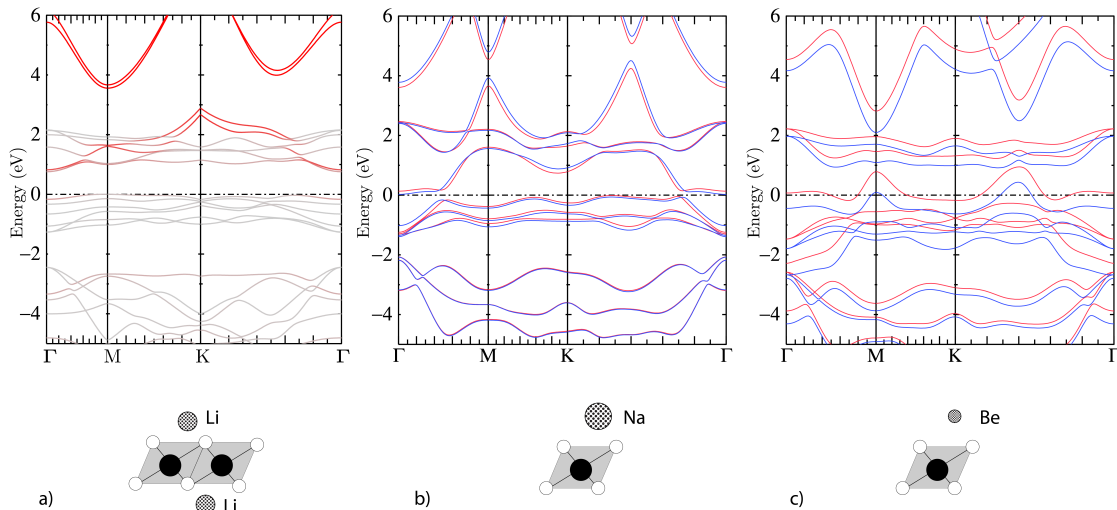 6 6 6
4 4 4
2 2 2
0 0 0
−2 −2 −2
−4 −4 −4
Energy (eV) Energy (eV) Energy (eV)
Γ M K Γ Γ M K Γ Γ M K Γ
Li Na Be
a) Li b) c)